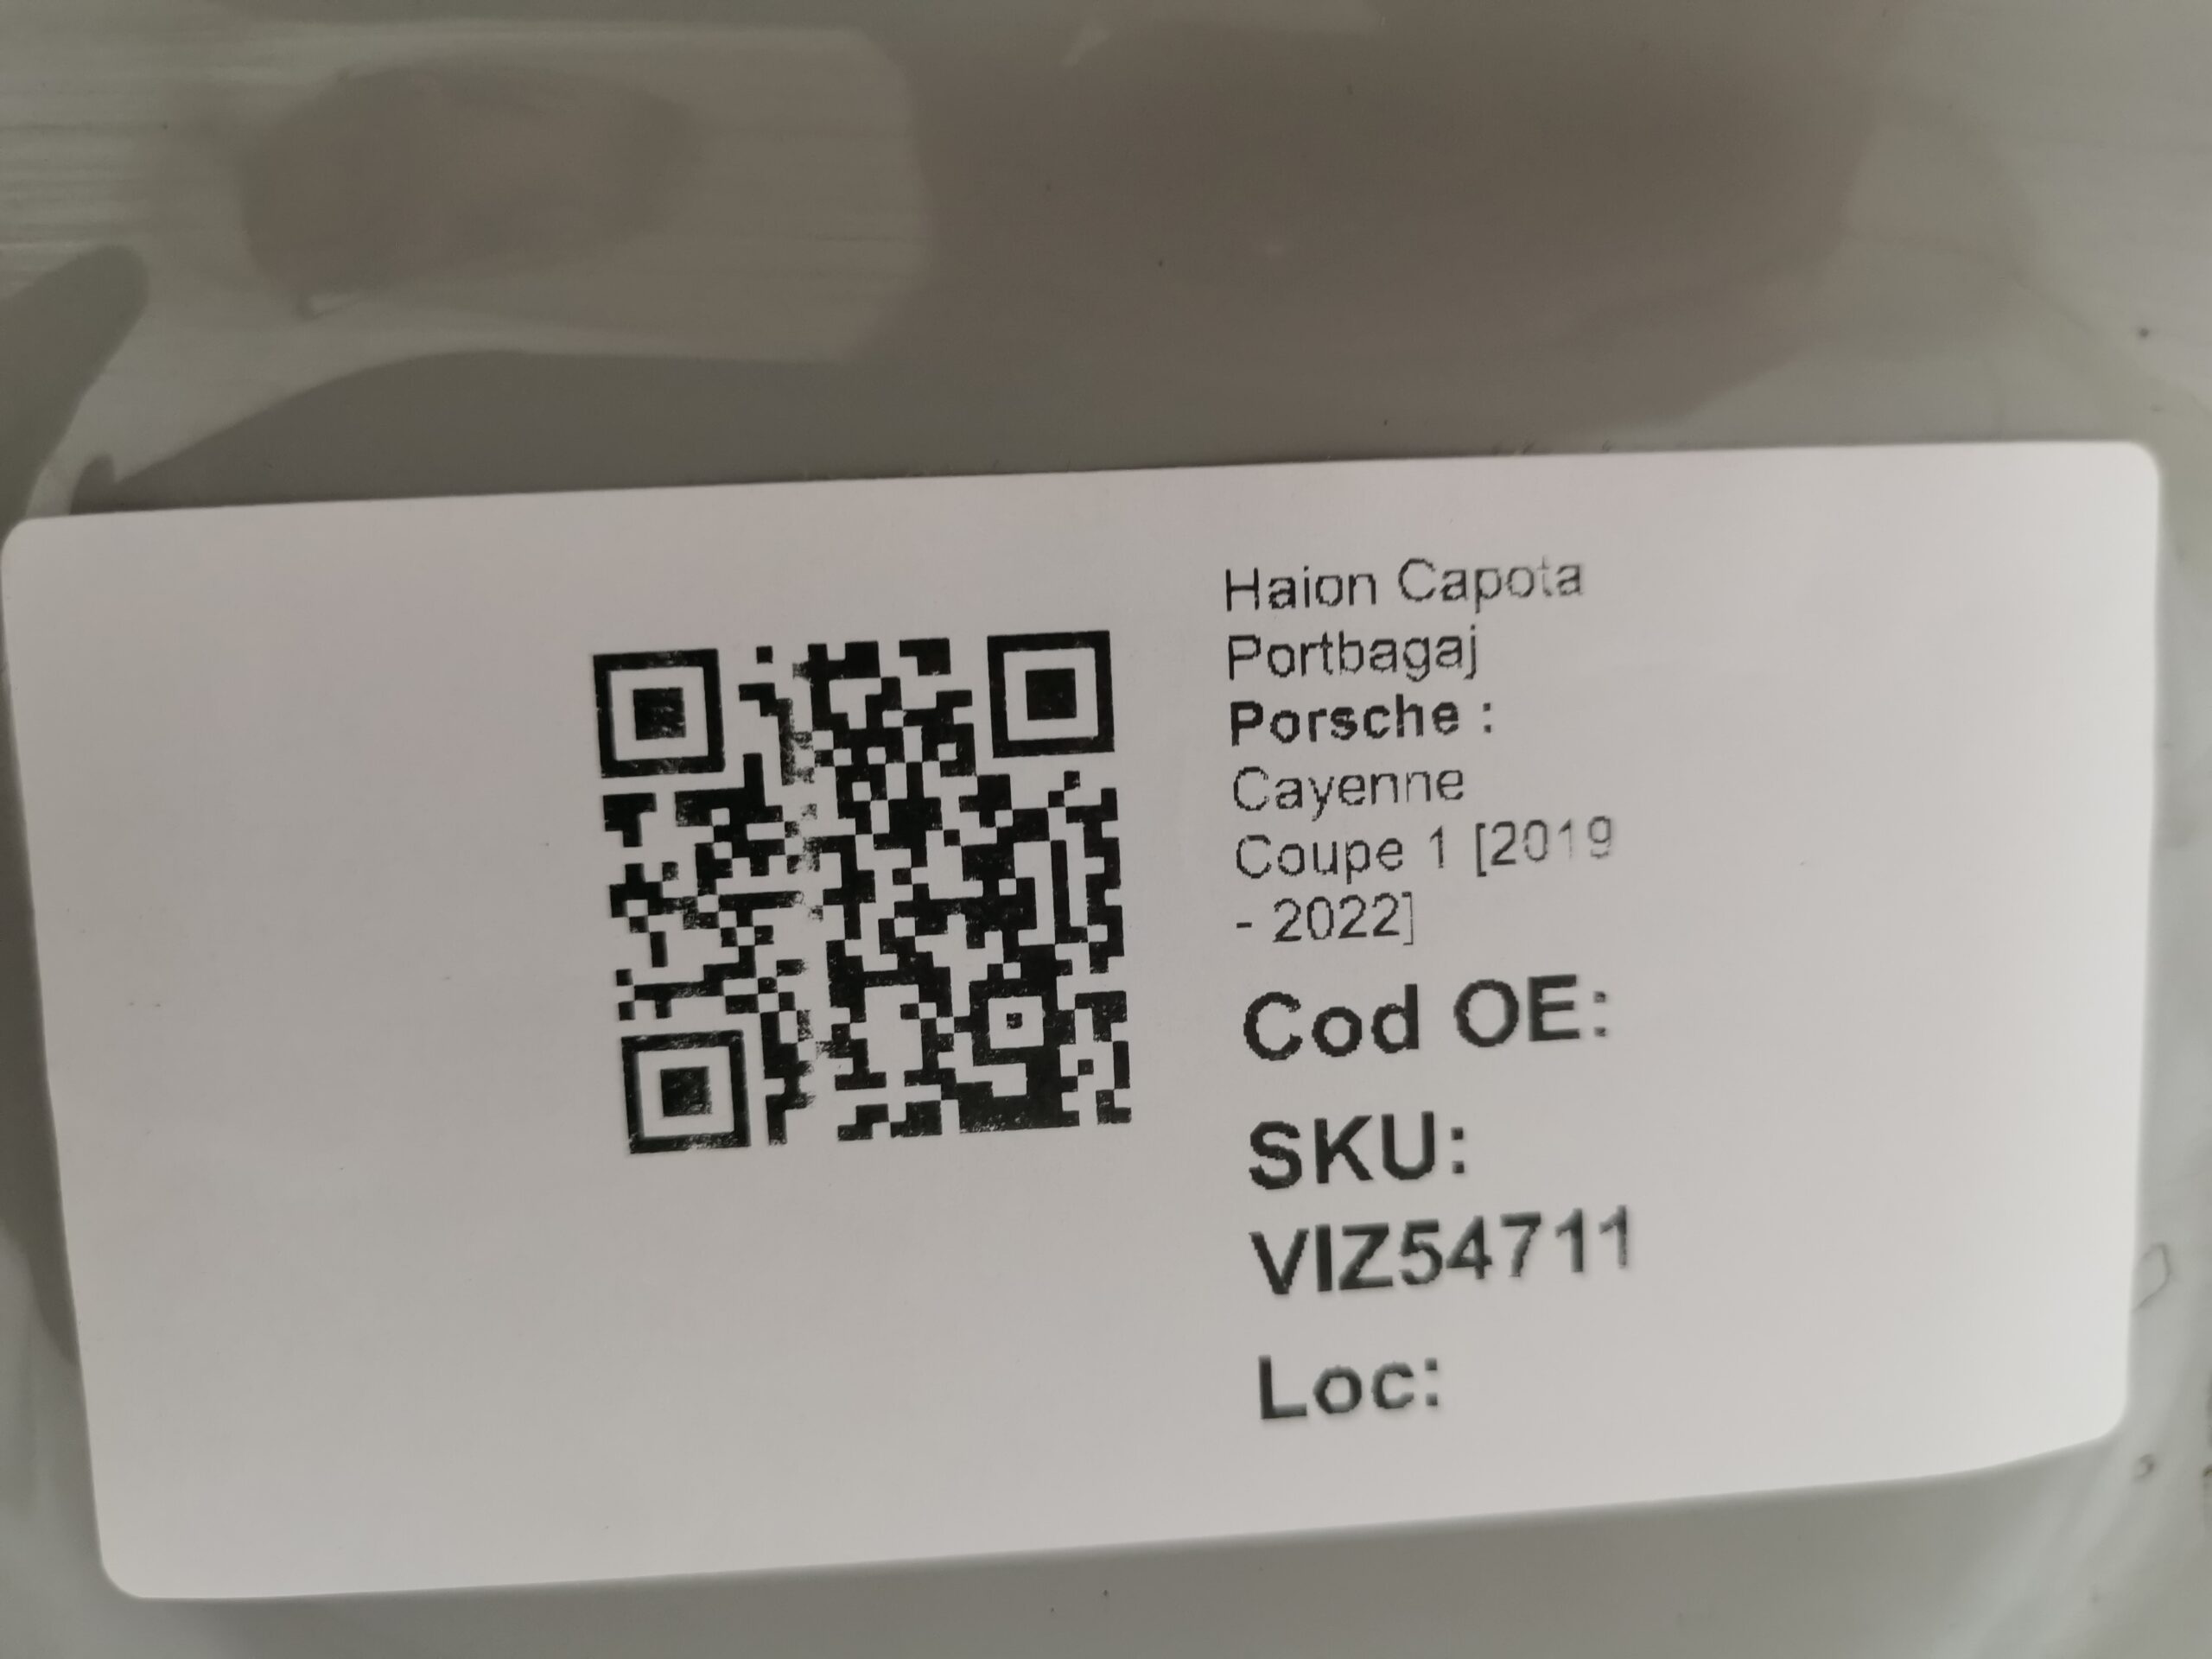 Haion Capota
Portbagaj
Porsche :
Cayenne
Coupe 1 [2019
- 2022]
Cod OE:
SKU:
VIZ54711
Loc: